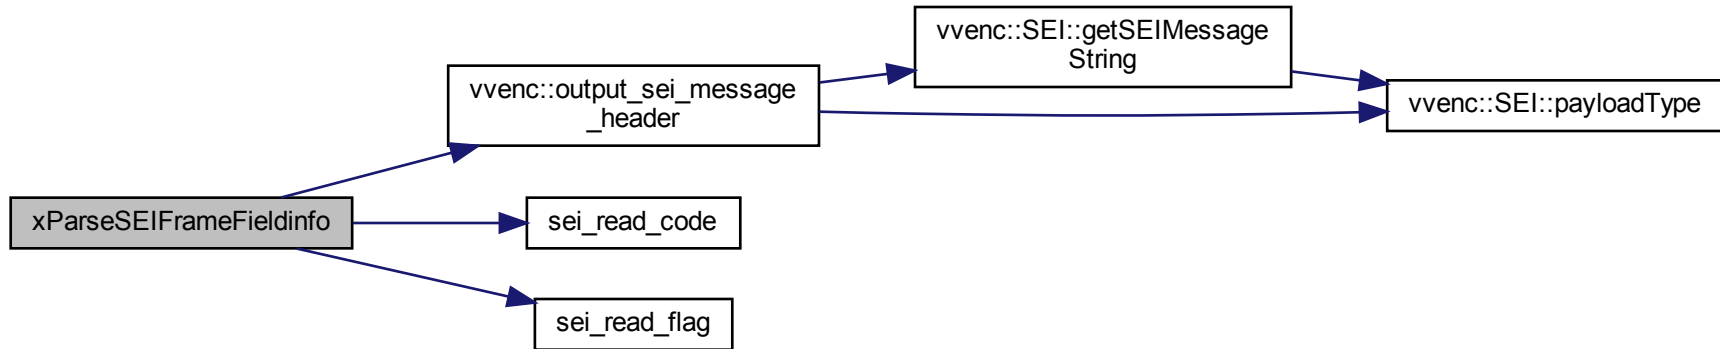 vvenc::SEI::getSEIMessage
String
vvenc::output_sei_message
_header
vvenc::SEI::payloadType
xParseSEIFrameFieldinfo
sei_read_code
sei_read_flag